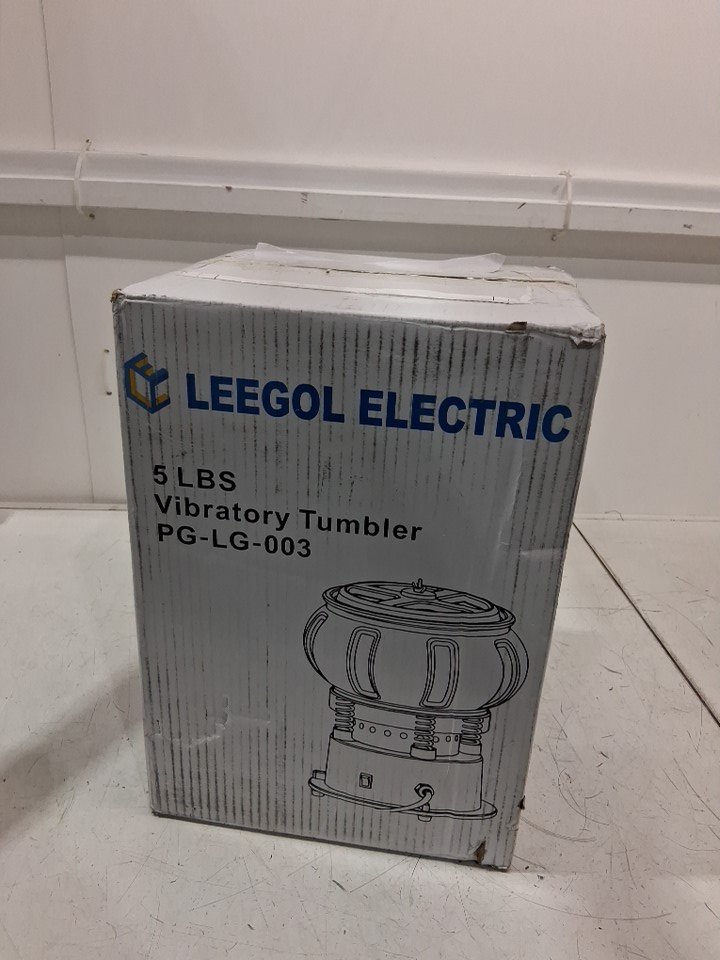 LEEGOL ELECTRIC
5 LBS
Vibratory Tumbler
PG-LG-003